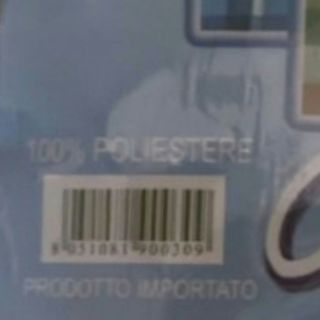 100% POLIESTERE
8 051081 900309
PRODOTTO IMPORTATO